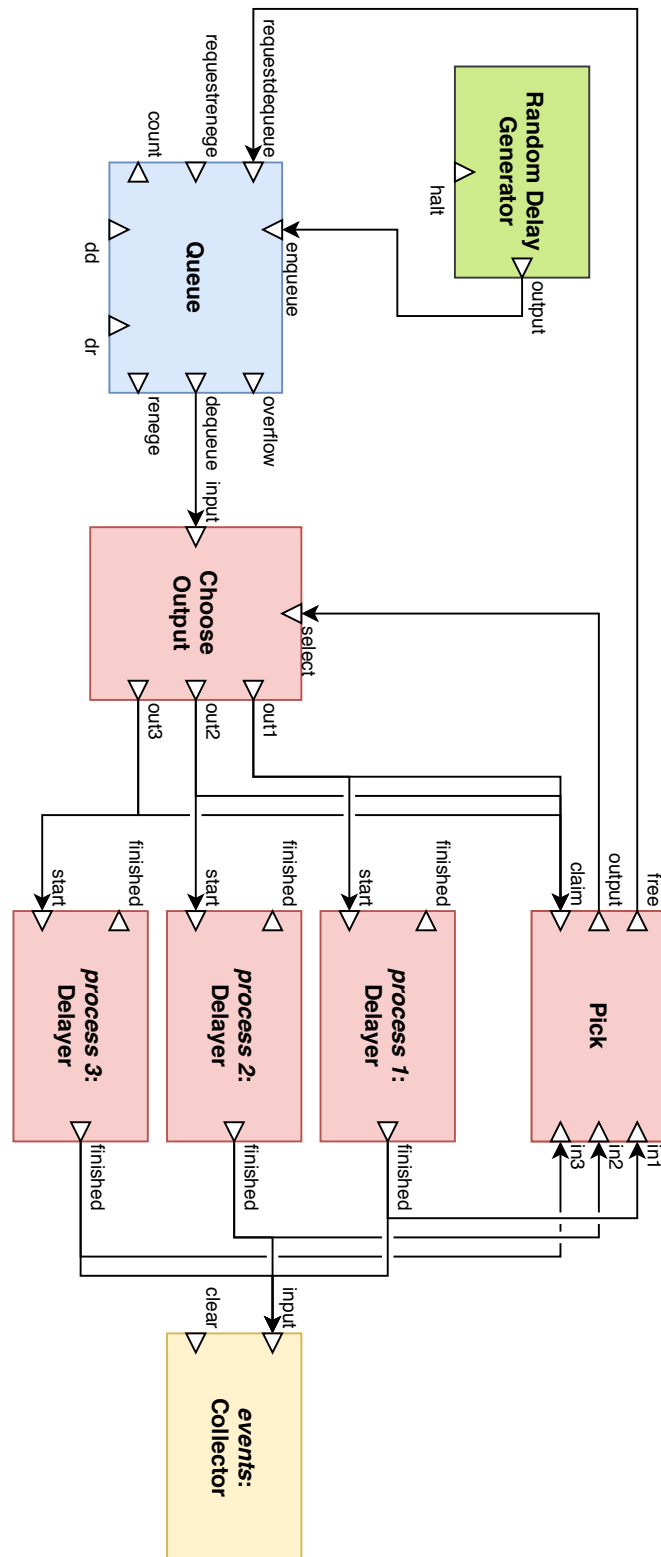 Random Delay
Generator
halt
output
requestdequeue
requestrenege
count
enqueue
Queue
dd
dr
overflow
dequeue
renege
input
Choose
Output
select
out1
out2
out3
free
output
claim
Pick
in1
in2
in3
finished
start
process 1:
Delayer
finished
finished
start
process 2:
Delayer
finished
finished
start
process 3:
Delayer
finished
input
clear
events:
Collector